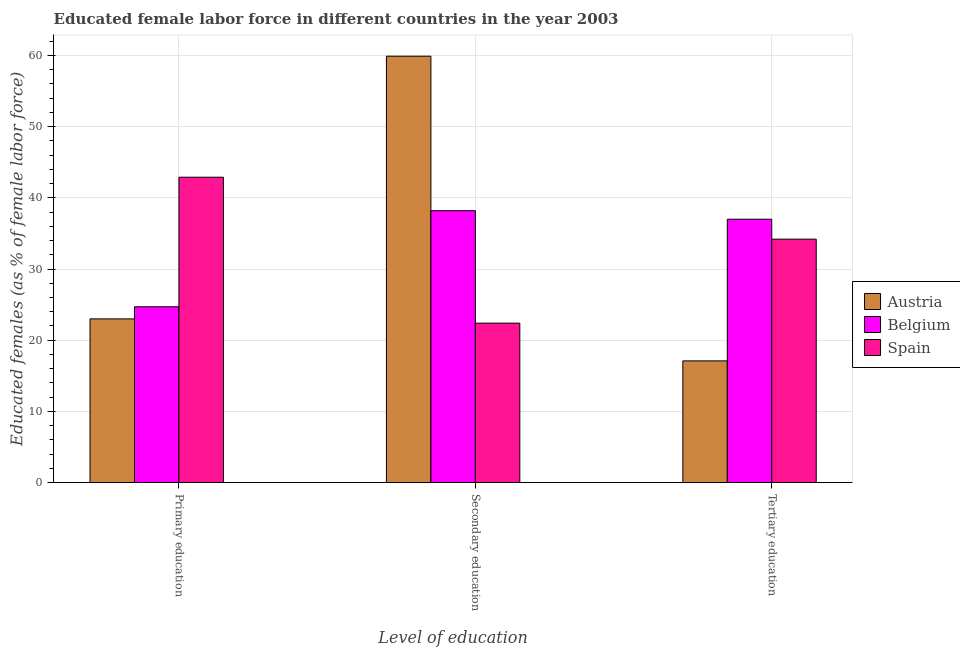 Educated female labor force in different countries in the year 2003
Educated females (as % of female labor force)
60
50
40
30
20
10
0
Primary education
Secondary education
Tertiary education
Level of education
Austria
Belgium
Spain